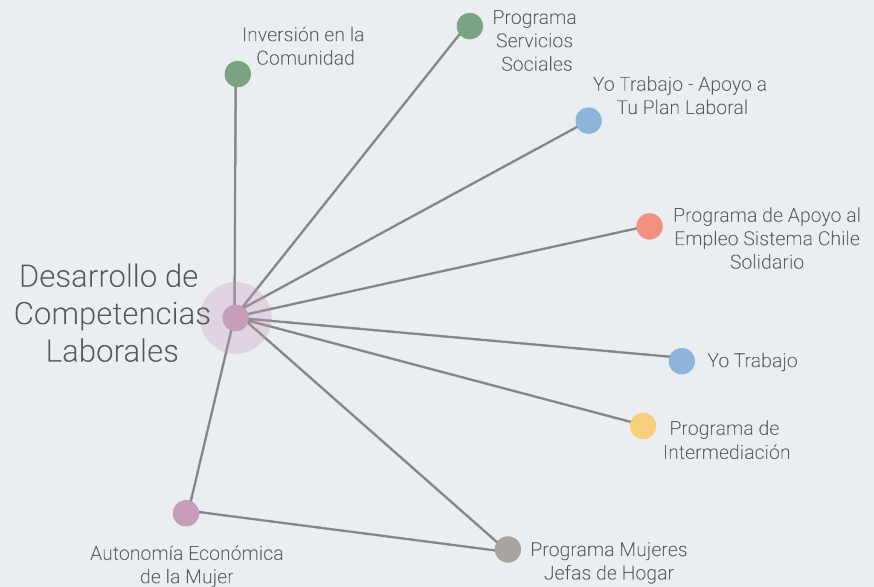 Inversión en la
Comunidad
Programa
Servicios
Sociales
Yo Trabajo - Apoyo a
Tu Plan Laboral
Programa de Apoyo al
Empleo Sistema Chile
Solidario
Desarrollo de
Competencias
Laborales
Yo Trabajo
Programa de
Intermediación
Autonomía Económica
de la Mujer
Programa Mujeres
Jefas de Hogar